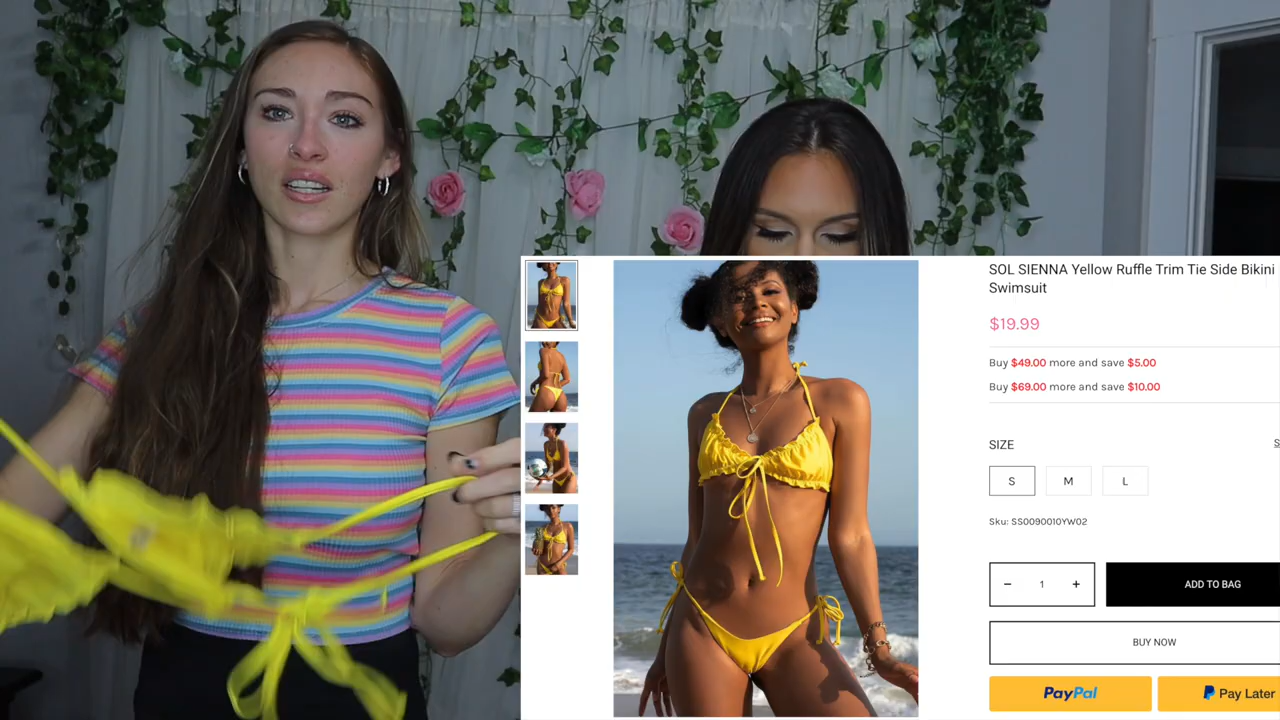 SOL SIENNA Yellow Ruffle Trim Tie Side Bikini
Swimsuit
$19.99
Buy $49.00 more and save $5.00
Buy $69.00 more and save $10.00
SIZE
S
S M L
Sku: SS0090010YW02
− 1 +
ADD TO BAG
BUY NOW
PayPal
Pay Later